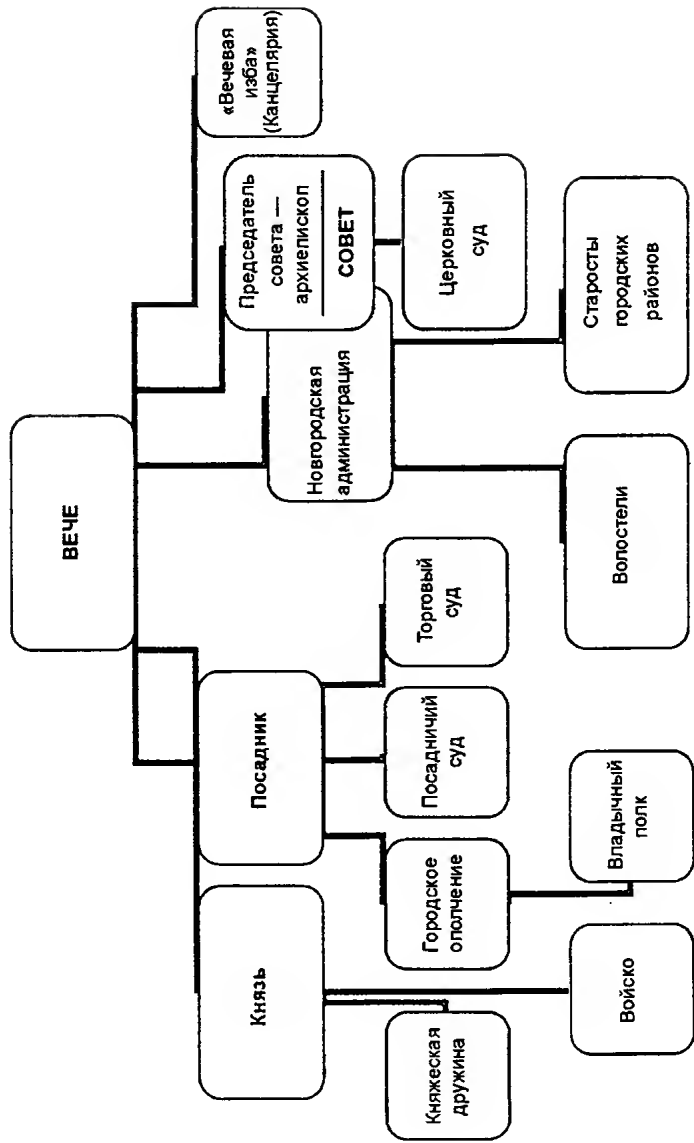 ВЕЧЕ
Князь
Посадник
Новгородская
администрация
Председатель
совета —
архиепископ
СОВЕТ
«Вечевая
изба»
(Канцелярия)
Княжеская
дружина
Городское
ополчение
Посадничий
суд
Торговый
суд
Церковный
суд
Войско
Владычный
полк
Волостели
Старосты
городских
районов